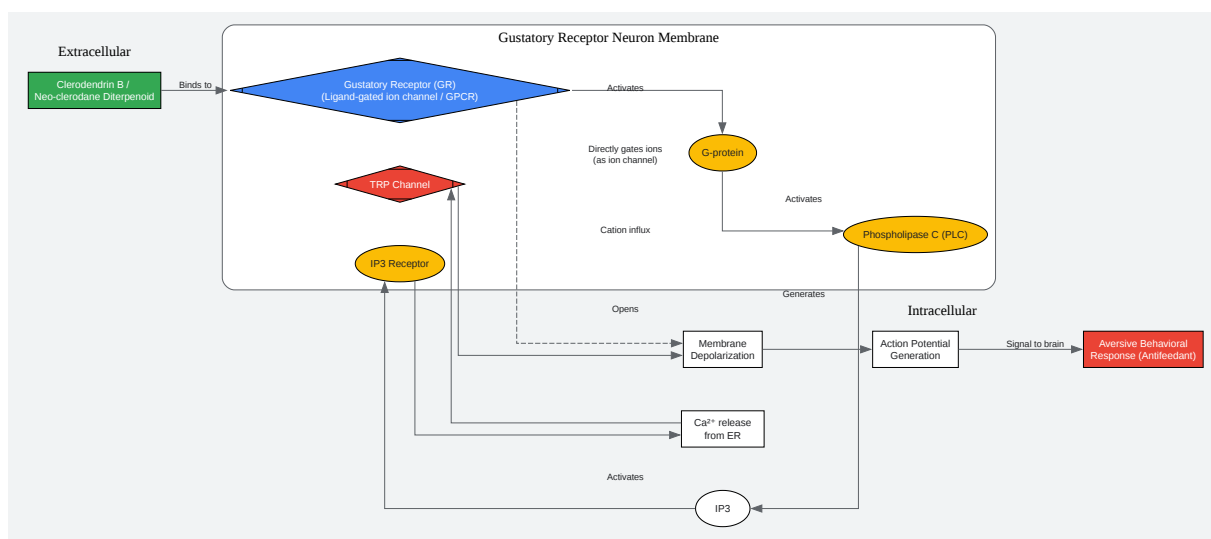 Gustatory Receptor Neuron Membrane
Extracellular
Clerodendrin B /
Neo-clerodane Diterpenoid
Binds to
Gustatory Receptor (GR)
(Ligand-gated ion channel / GPCR)
Activates
Directly gates ions
(as ion channel)
G-protein
TRP Channel
Activates
Cation influx
Phospholipase C (PLC)
IP3 Receptor
Generates
Opens
Intracellular
Membrane
Depolarization
Action Potential
Generation
Signal to brain
Aversive Behavioral
Response (Antifeedant)
Ca²⁺ release
from ER
Activates
IP3